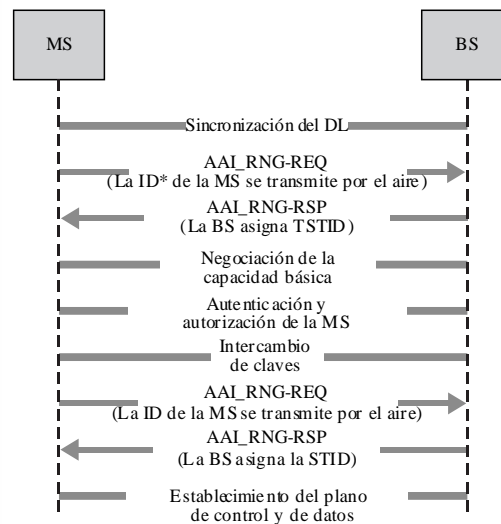 MS
BS
Sincronización del DL
AAI_RNG-REQ
(La ID* de la MS se transmite por el aire)
AAI_RNG-RSP
(La BS asigna TSTID)
Negociación de la
capacidad básica
Autenticación y
autorización de la MS
Intercambio
de claves
AAI_RNG-REQ
(La ID de la MS se transmite por el aire)
AAI_RNG-RSP
(La BS asigna la STID)
Establecimiento del plano
de control y de datos